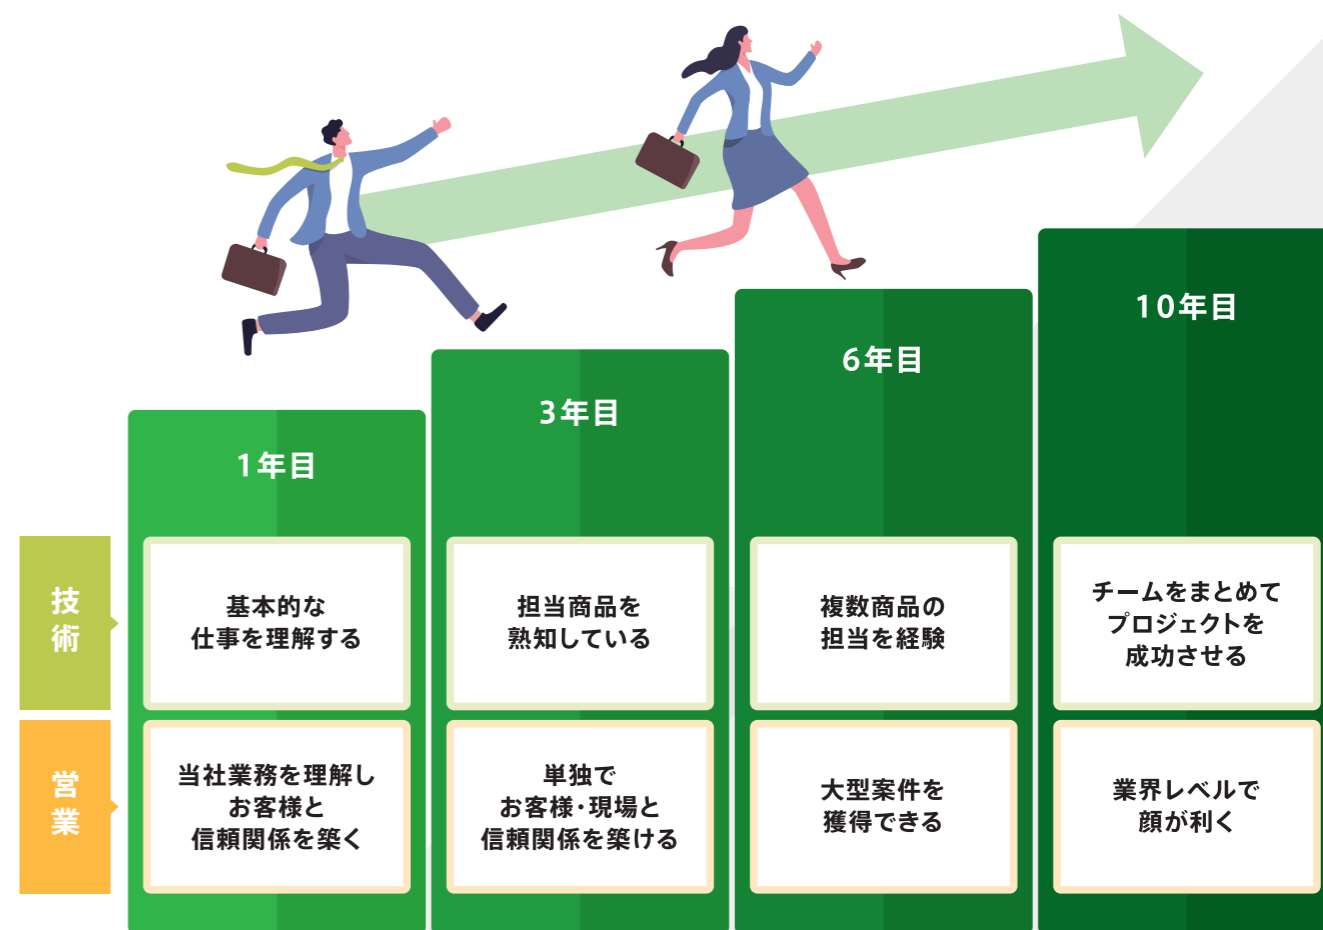 1年目
3年目
6年目
10年目
技術
基本的な
仕事を理解する
担当商品を
熟知している
複数商品の
担当を経験
チームをまとめて
プロジェクトを
成功させる
営業
当社業務を理解し
お客様と
信頼関係を築く
単独で
お客様・現場と
信頼関係を築ける
大型案件を
獲得できる
業界レベルで
顔が利く